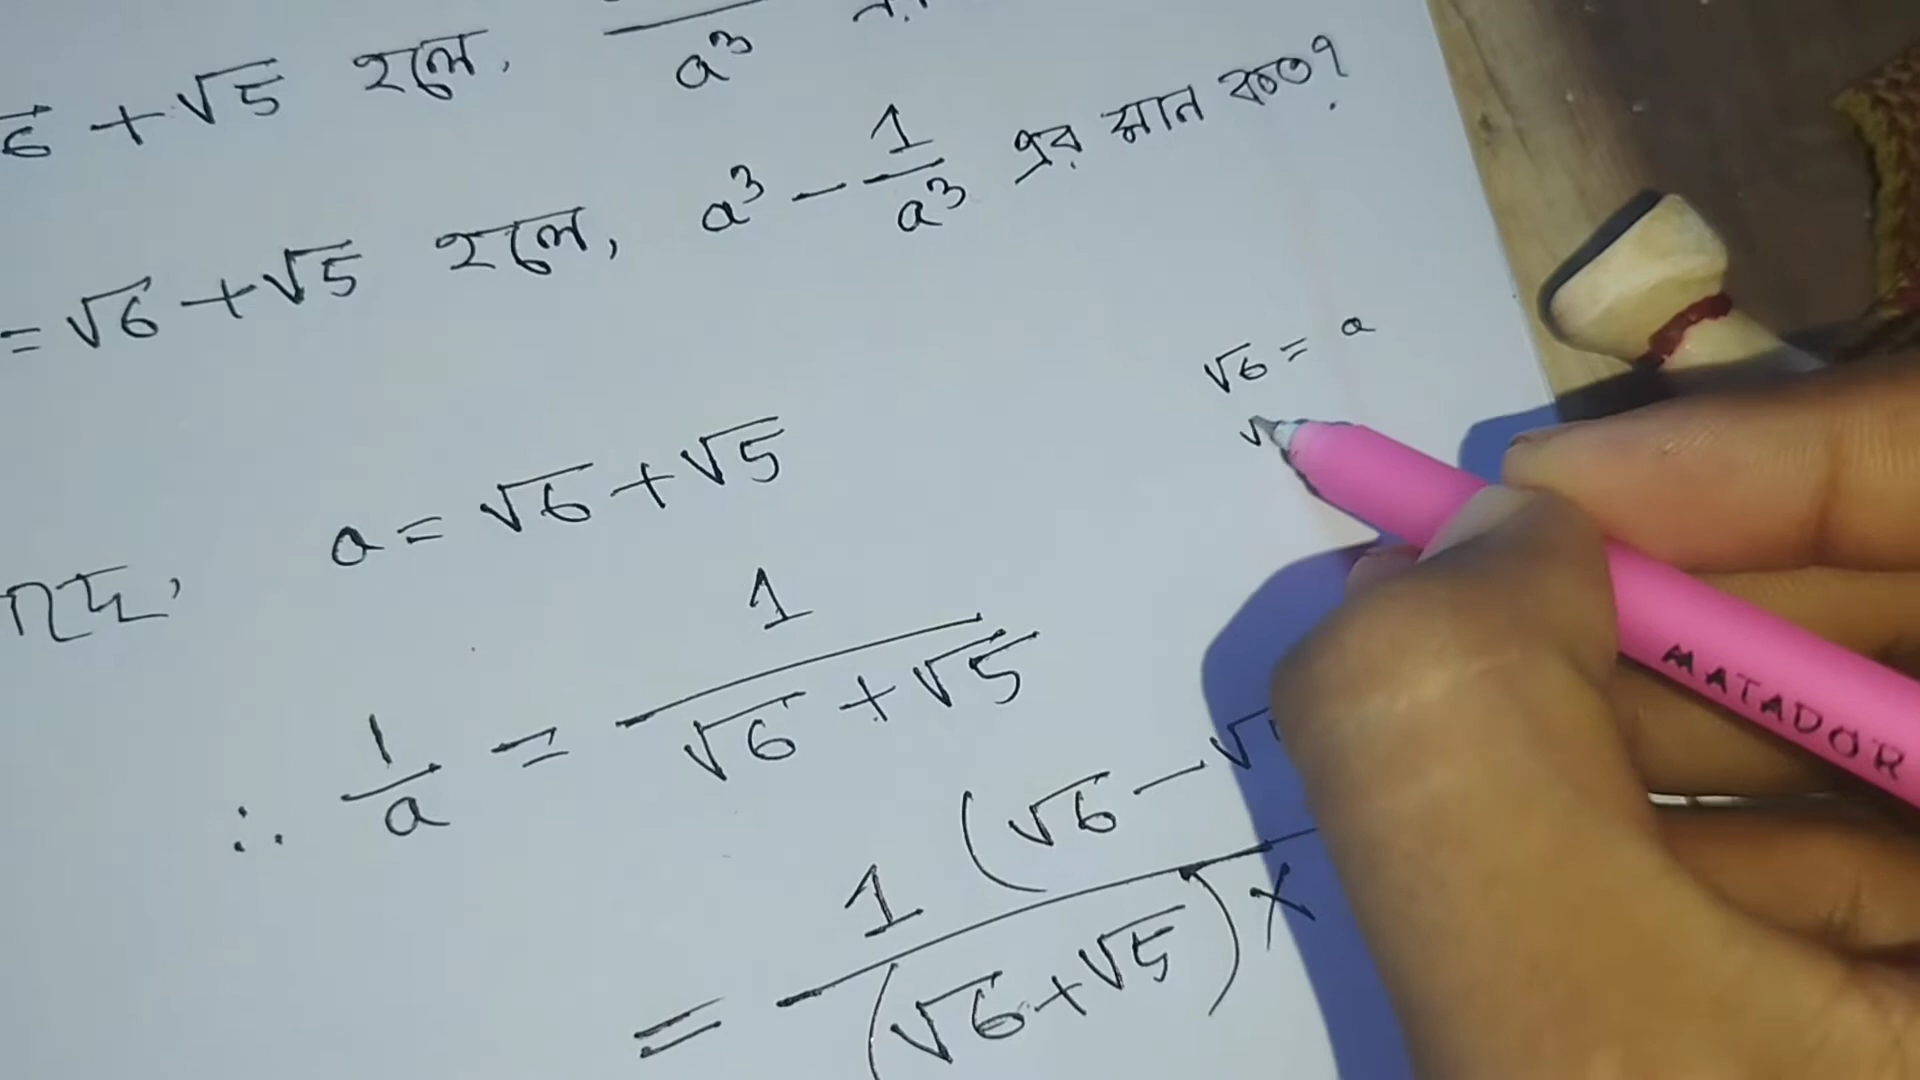 6 + √5 হলে, a³
= √6 + √5 হলে, a³ - 1/a³ এর মান কত?
√6 = a
√
a = √6 + √5
∴ 1/a = 1/(√6 + √5)
= 1 (√6 - √ / (√6 + √5) ×
MATADOR